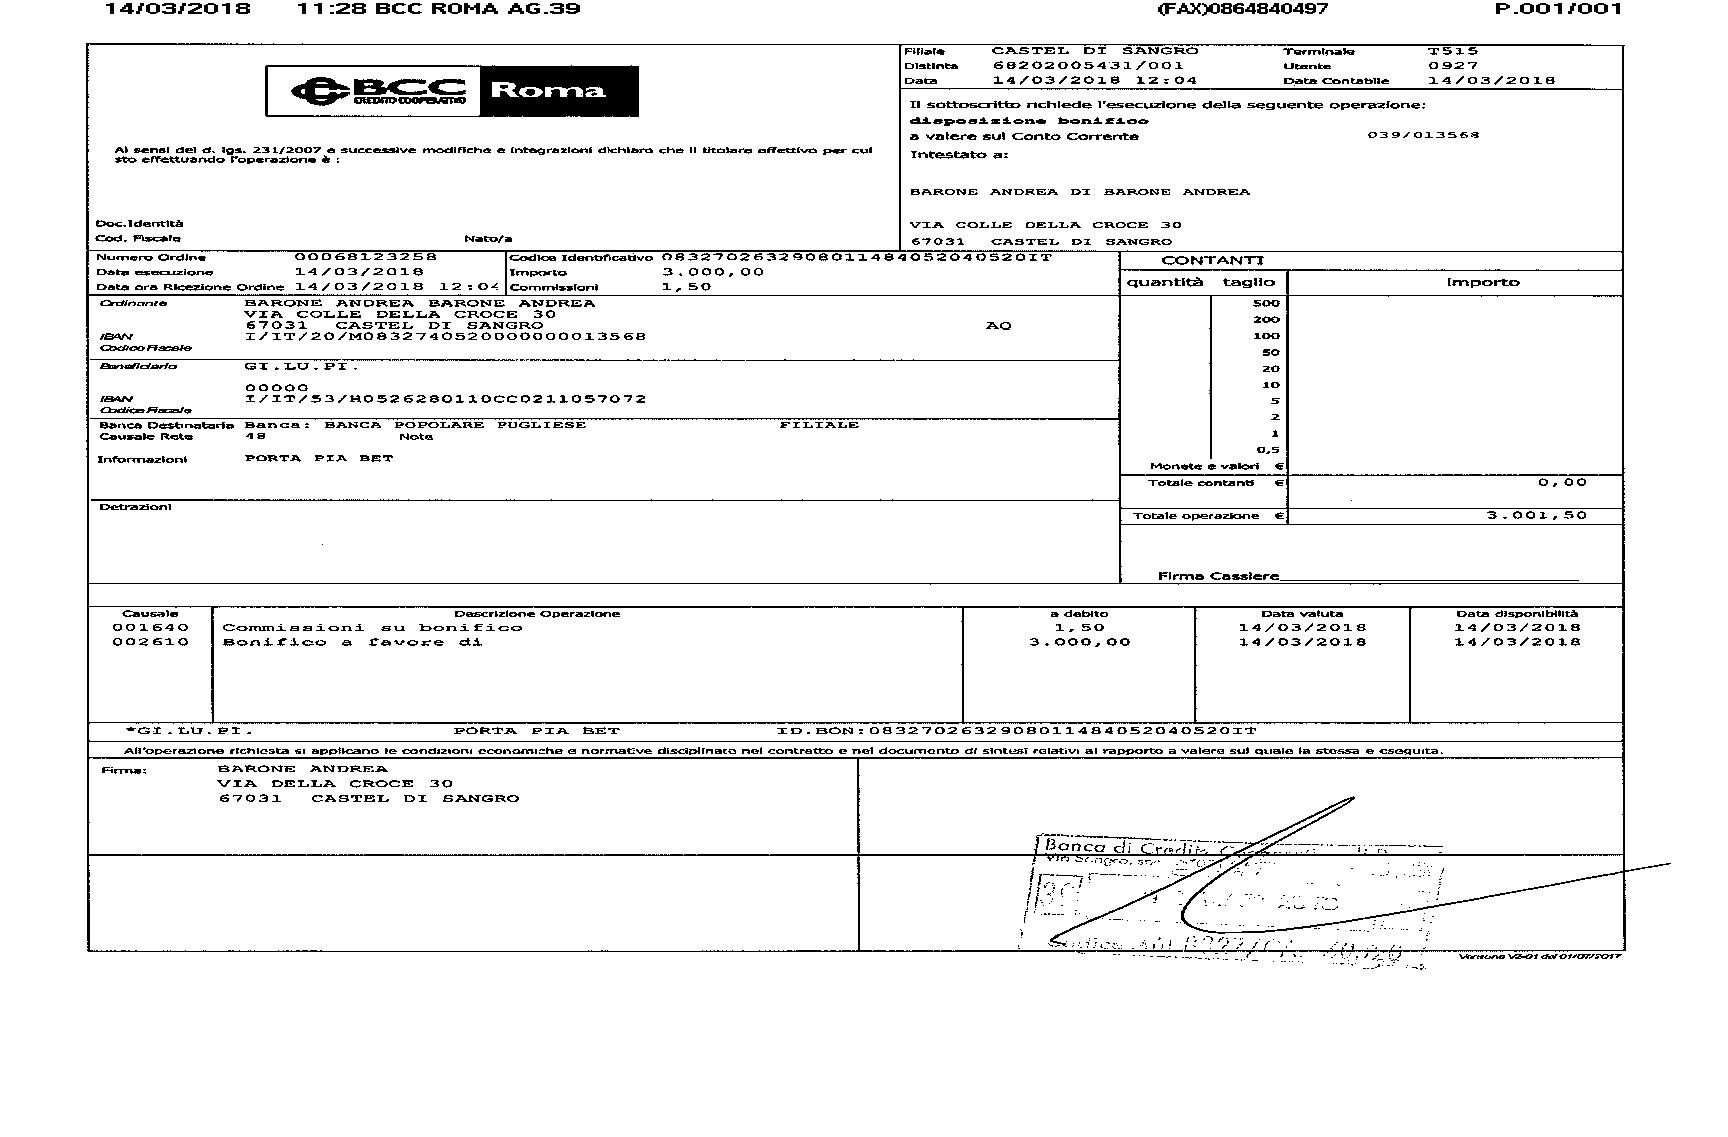 14/03/2018 11:28 BCC ROMA AG.39 (FAX)0864840497 P.001/001
BCC Roma
CREDITO COOPERATIVO
Filiale CASTEL DI SANGRO Terminale T515
Distinta 68202005431/001 Utente 0927
Data 14/03/2018 12:04 Data Contabile 14/03/2018
Il sottoscritto richiede l'esecuzione della seguente operazione:
disposizione bonifico
a valere sul Conto Corrente 039/013568
Intestato a:
BARONE ANDREA DI BARONE ANDREA
VIA COLLE DELLA CROCE 30
67031 CASTEL DI SANGRO
Ai sensi del d. lgs. 231/2007 e successive modifiche e integrazioni dichiaro che il titolare effettivo per cui
sto effettuando l'operazione è :
Doc.Identità
Cod. Fiscale Nato/a
Numero Ordine 00068123258 Codice Identificativo 0832702632908011484052040520IT
Data esecuzione 14/03/2018 Importo 3.000,00
Data ora Ricezione Ordine 14/03/2018 12:04 Commissioni 1,50
Ordinante BARONE ANDREA BARONE ANDREA
VIA COLLE DELLA CROCE 30
67031 CASTEL DI SANGRO AQ
IBAN I/IT/20/M0832740520000000013568
Codice Fiscale
Beneficiario GI.LU.PI.
00000
IBAN I/IT/53/H0526280110CC0211057072
Codice Fiscale
Banca Destinataria Banca: BANCA POPOLARE PUGLIESE FILIALE
Causale Rete 48 Note
Informazioni PORTA PIA BET
Detrazioni
CONTANTI
quantità taglio Importo
500
200
100
50
20
10
5
2
1
0,5
Monete e valori €
Totale contanti € 0,00
Totale operazione € 3.001,50
Firma Cassiere
Causale Descrizione Operazione a debito Data valuta Data disponibilità
001640 Commissioni su bonifico 1,50 14/03/2018 14/03/2018
002610 Bonifico a favore di 3.000,00 14/03/2018 14/03/2018
*GI.LU.PI. PORTA PIA BET ID.BON:0832702632908011484052040520IT
All'operazione richiesta si applicano le condizioni economiche e normative disciplinate nel contratto e nel documento di sintesi relativi al rapporto a valere sul quale la stessa e eseguita.
Firma: BARONE ANDREA
VIA DELLA CROCE 30
67031 CASTEL DI SANGRO
Banca di Credito
Via Sangro,
39
Codice ABI
Versione V2-01 del 01/07/2017